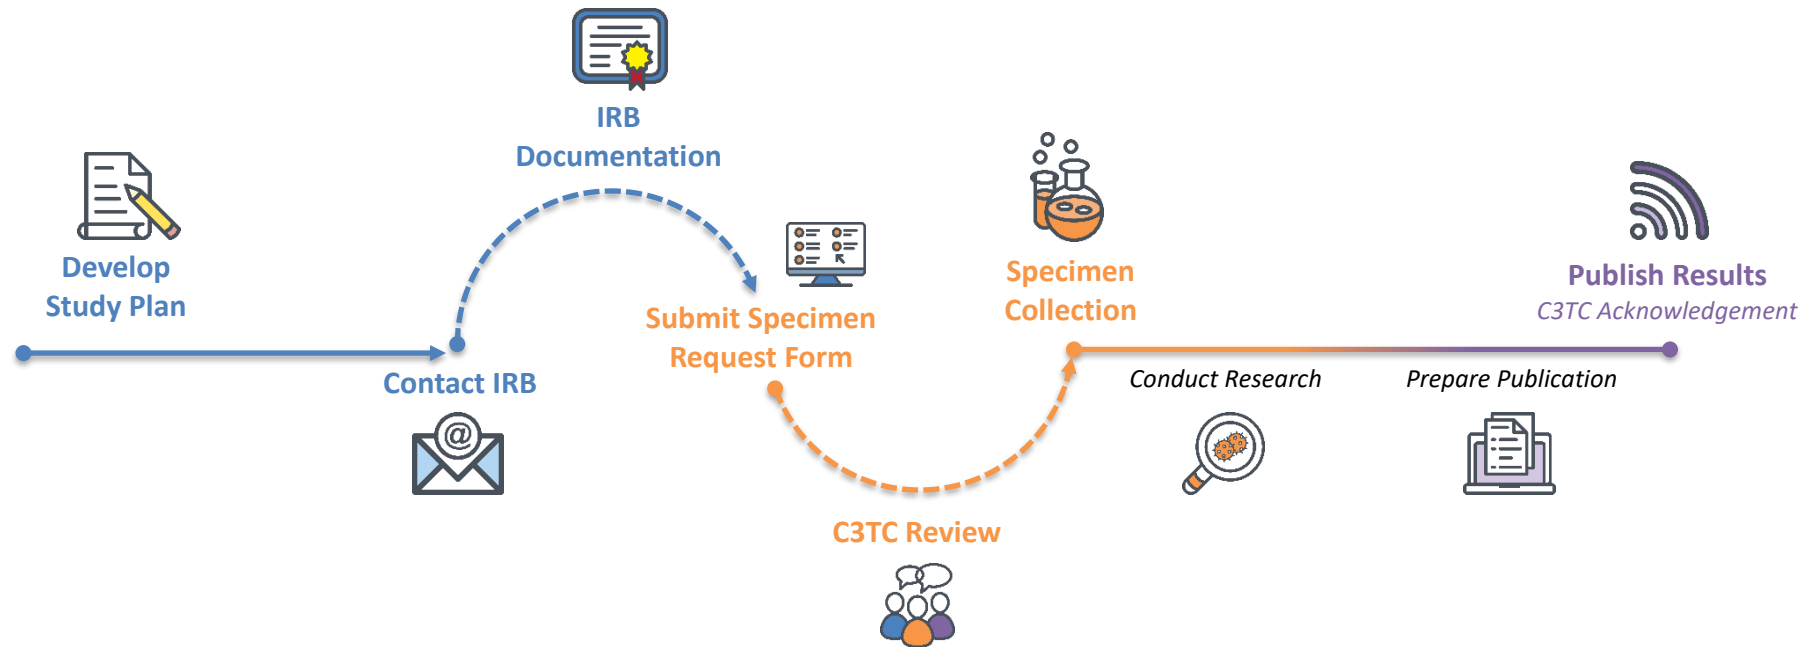 Develop
Study Plan
Contact IRB
@
IRB
Documentation
Submit Specimen
Request Form
C3TC Review
Specimen
Collection
Conduct Research
Prepare Publication
Publish Results
C3TC Acknowledgement